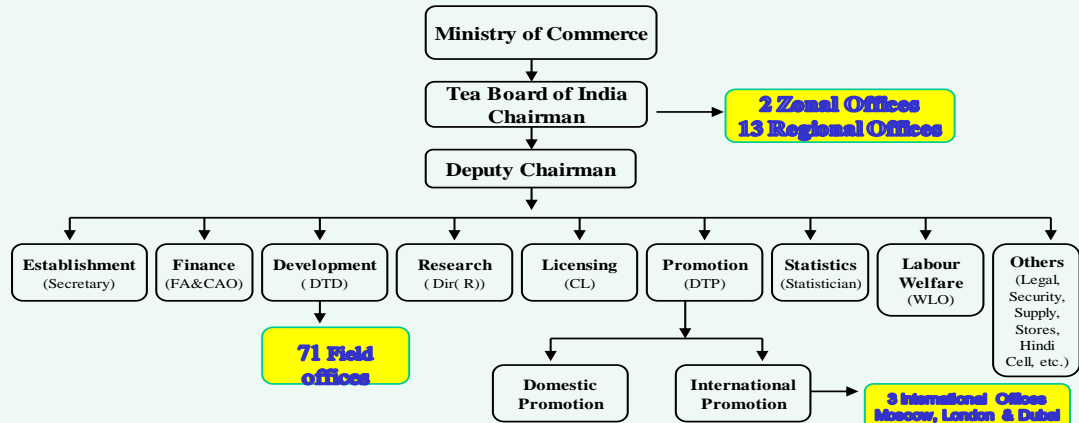 Ministry of Commerce
Tea Board of India
Chairman
2 Zonal Offices
13 Regional Offices
Deputy Chairman
Establishment
(Secretary)
Finance
(FA&CAO)
Development
( DTD)
Research
( Dir( R))
Licensing
(CL)
Promotion
(DTP)
Statistics
(Statistician)
Labour
Welfare
(WLO)
Others
(Legal,
Security,
Supply,
Stores,
Hindi
Cell, etc.)
71 Field
offices
Domestic
Promotion
International
Promotion
3 International Offices
Moscow, London & Dubai